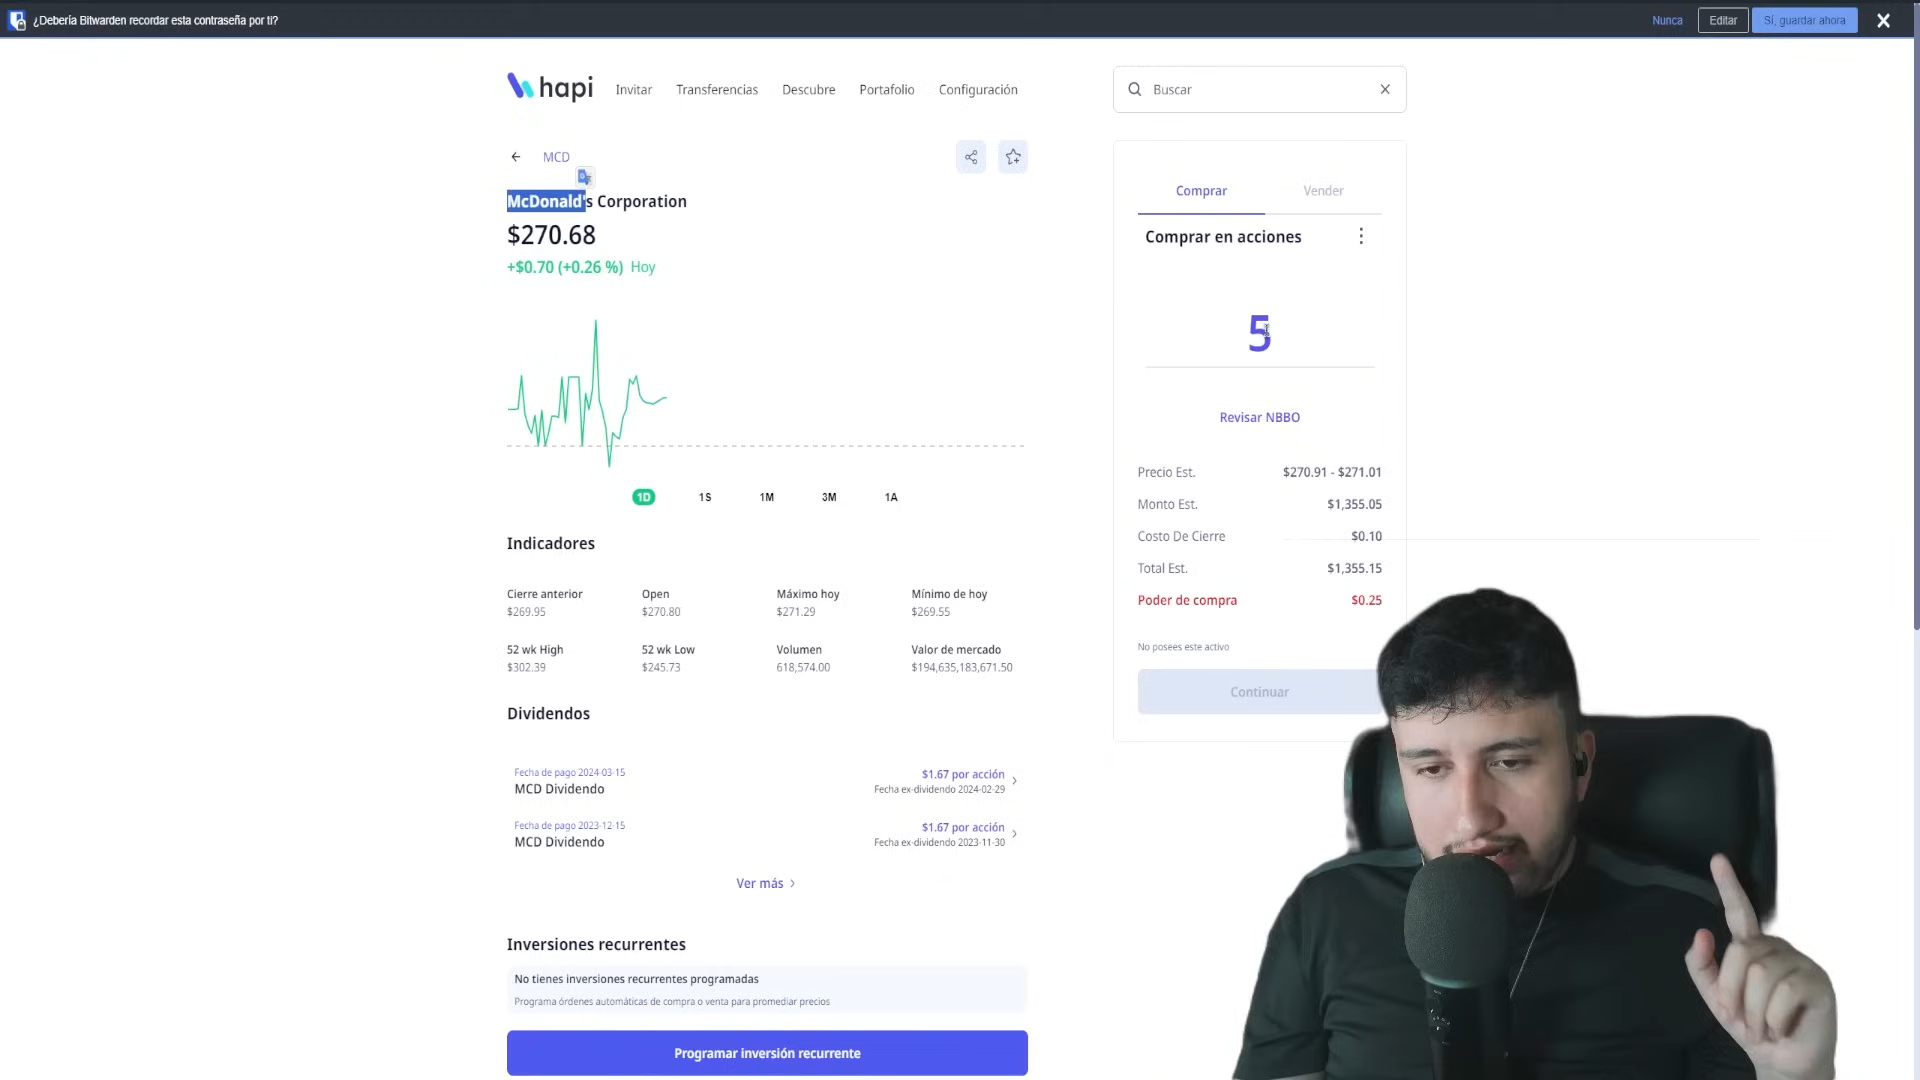 ¿Debería Bitwarden recordar esta contraseña por ti?
Nunca
Editar
Sí, guardar ahora
hapi
Invitar
Transferencias
Descubre
Portafolio
Configuración
Buscar
MCD
McDonald's Corporation
$270.68
+$0.70 (+0.26 %) Hoy
1D
1S
1M
3M
1A
Indicadores
Cierre anterior
$269.95
Open
$270.80
Máximo hoy
$271.29
Mínimo de hoy
$269.55
52 wk High
$302.39
52 wk Low
$245.73
Volumen
618,574.00
Valor de mercado
$194,635,183,671.50
Dividendos
Fecha de pago 2024-03-15
MCD Dividendo
$1.67 por acción
Fecha ex-dividendo 2024-02-29
Fecha de pago 2023-12-15
MCD Dividendo
$1.67 por acción
Fecha ex-dividendo 2023-11-30
Ver más
Inversiones recurrentes
No tienes inversiones recurrentes programadas
Programa órdenes automáticas de compra o venta para promediar precios
Programar inversión recurrente
Comprar
Vender
Comprar en acciones
5
Revisar NBBO
Precio Est. $270.91 - $271.01
Monto Est. $1,355.05
Costo De Cierre $0.10
Total Est. $1,355.15
Poder de compra $0.25
No posees este activo
Continuar